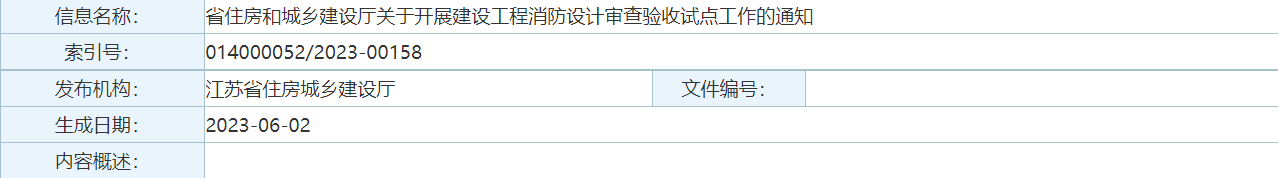 信息名称： 省住房和城乡建设厅关于开展建设工程消防设计审查验收试点工作的通知
索引号： 014000052/2023-00158
发布机构： 江苏省住房城乡建设厅 文件编号：
生成日期： 2023-06-02
内容概述：